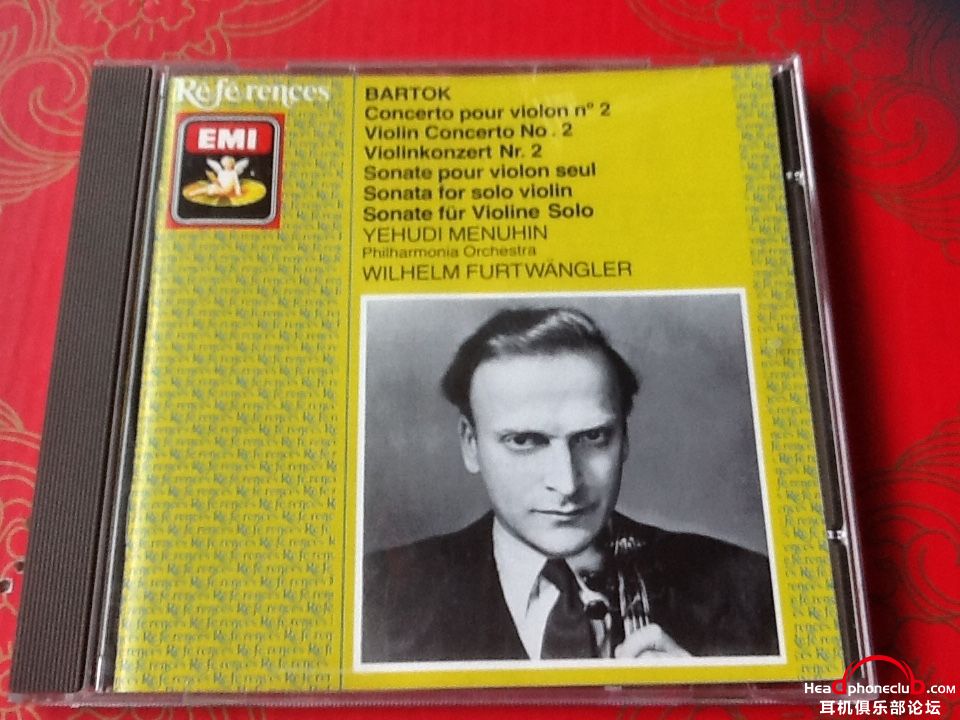 Références
EMI
BARTOK
Concerto pour violon nº 2
Violin Concerto No. 2
Violinkonzert Nr. 2
Sonate pour violon seul
Sonata for solo violin
Sonate für Violine Solo
YEHUDI MENUHIN
Philharmonia Orchestra
WILHELM FURTWÄNGLER
HeadphonecluB.COM
耳机俱乐部论坛